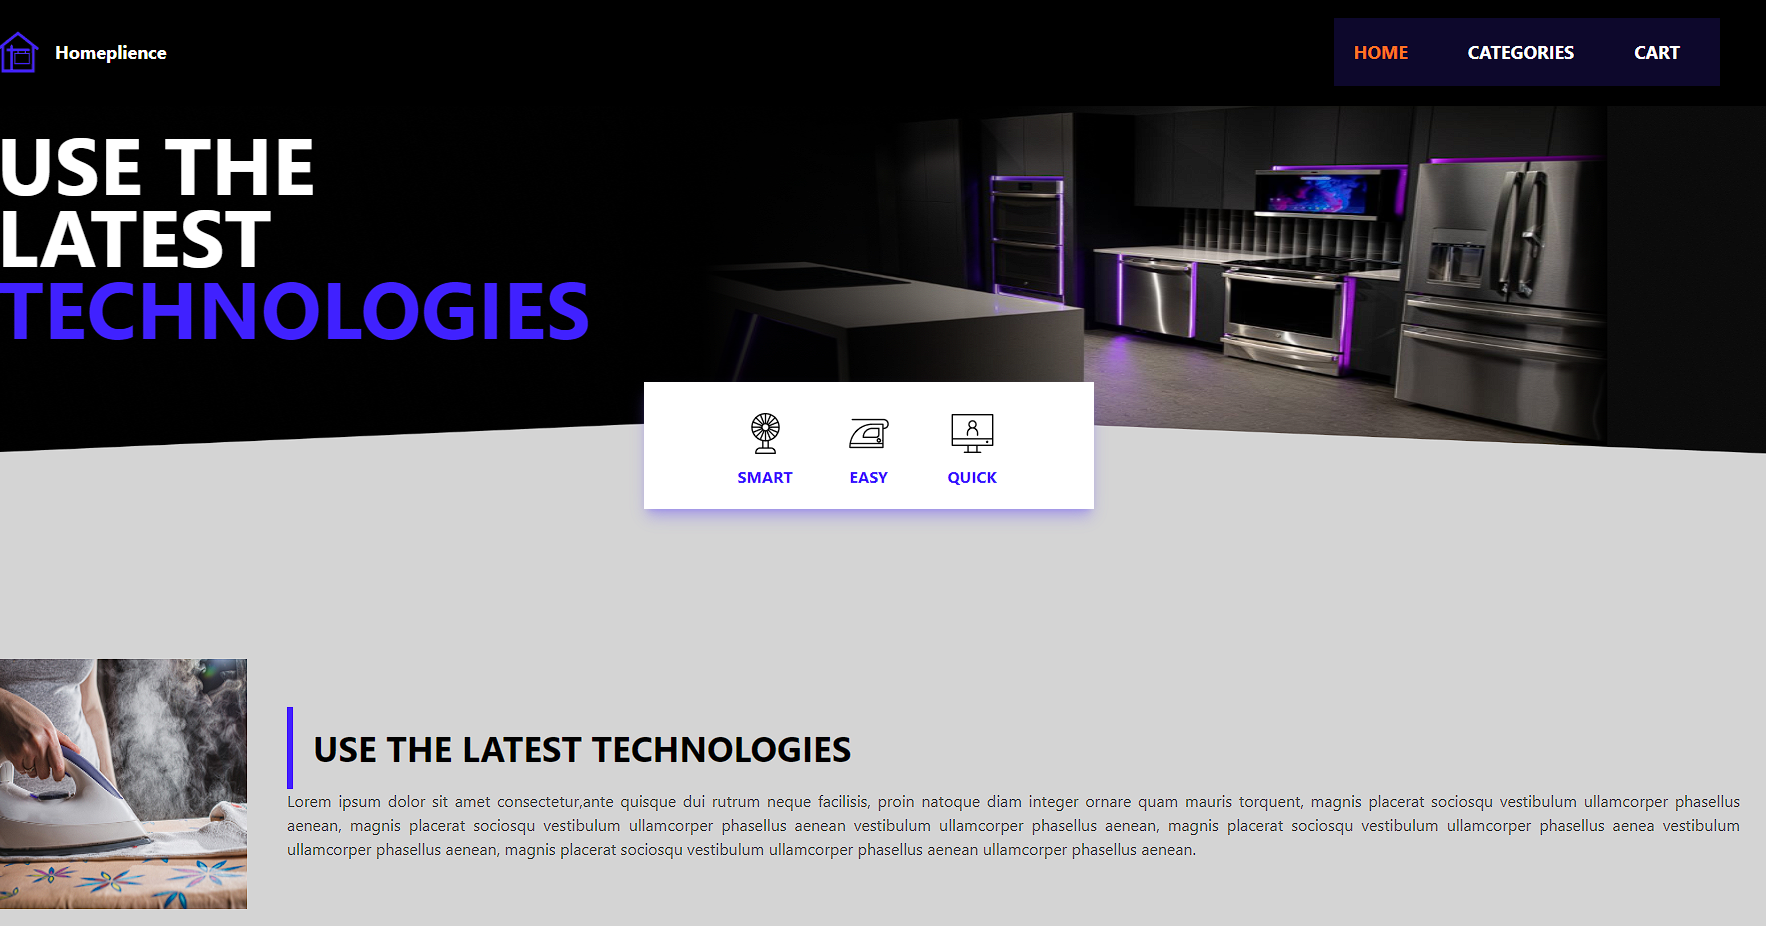 Homeplience
HOME CATEGORIES CART
USE THE
LATEST
TECHNOLOGIES
SMART EASY QUICK
USE THE LATEST TECHNOLOGIES
Lorem ipsum dolor sit amet consectetur,ante quisque dui rutrum neque facilisis, proin natoque diam integer ornare quam mauris torquent, magnis placerat sociosqu vestibulum ullamcorper phasellus
aenean, magnis placerat sociosqu vestibulum ullamcorper phasellus aenean vestibulum ullamcorper phasellus aenean, magnis placerat sociosqu vestibulum ullamcorper phasellus aenea vestibulum
ullamcorper phasellus aenean, magnis placerat sociosqu vestibulum ullamcorper phasellus aenean ullamcorper phasellus aenean.